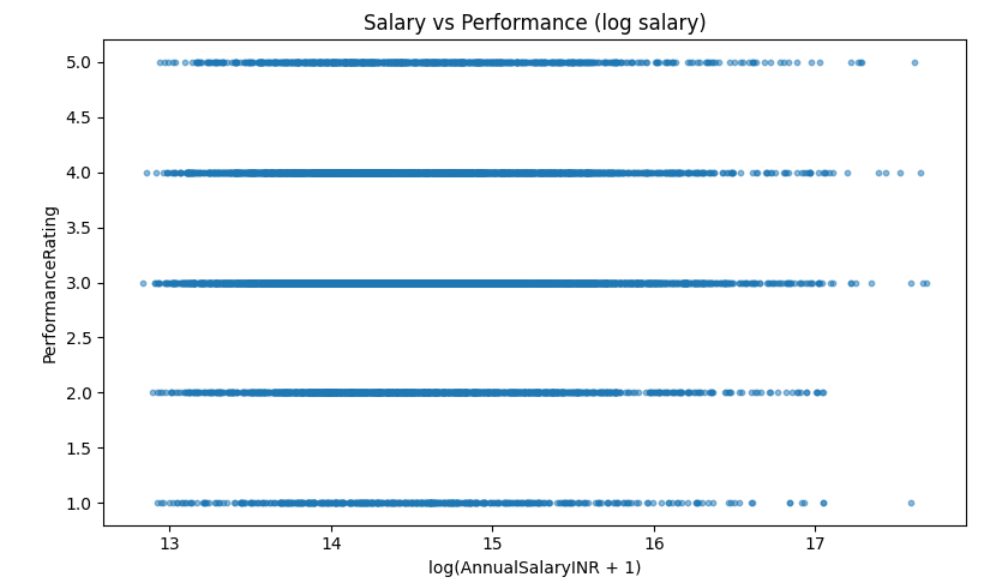 Salary vs Performance (log salary)
5.0
4.5
4.0
3.5
3.0
2.5
2.0
1.5
1.0
PerformanceRating
13 14 15 16 17
log(AnnualSalaryINR + 1)